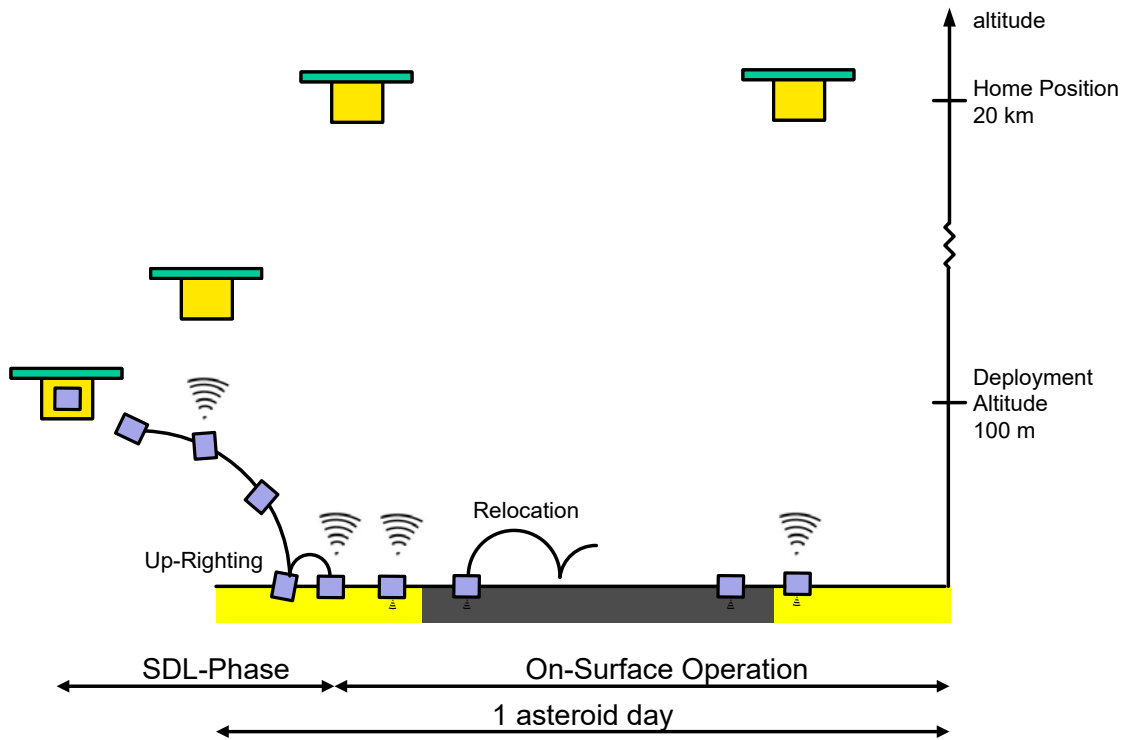 altitude
Home Position
20 km
Deployment
Altitude
100 m
Relocation
Up-Righting
SDL-Phase
On-Surface Operation
1 asteroid day